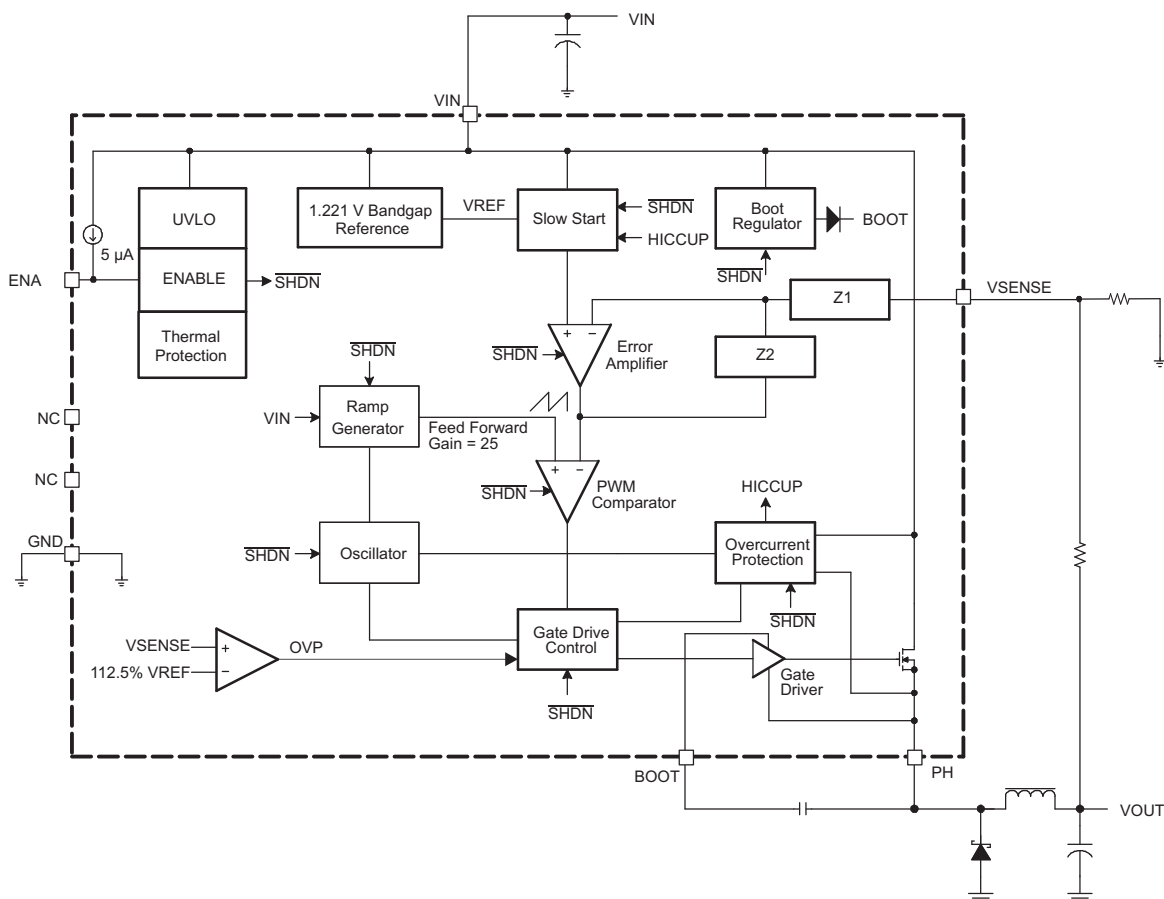 VIN
VIN
UVLO
1.221 V Bandgap
Reference
VREF
Slow Start
SHDN
HICCUP
Boot
Regulator
BOOT
SHDN
5 µA
ENA
ENABLE
SHDN
Z1
VSENSE
Thermal
Protection
SHDN
Error
Amplifier
Z2
SHDN
VIN
Ramp
Generator
Feed Forward
Gain = 25
NC
NC
SHDN
PWM
Comparator
HICCUP
GND
SHDN
Oscillator
Overcurrent
Protection
SHDN
VSENSE
112.5% VREF
OVP
Gate Drive
Control
SHDN
Gate
Driver
BOOT
PH
VOUT
+
−
+
−
+
−